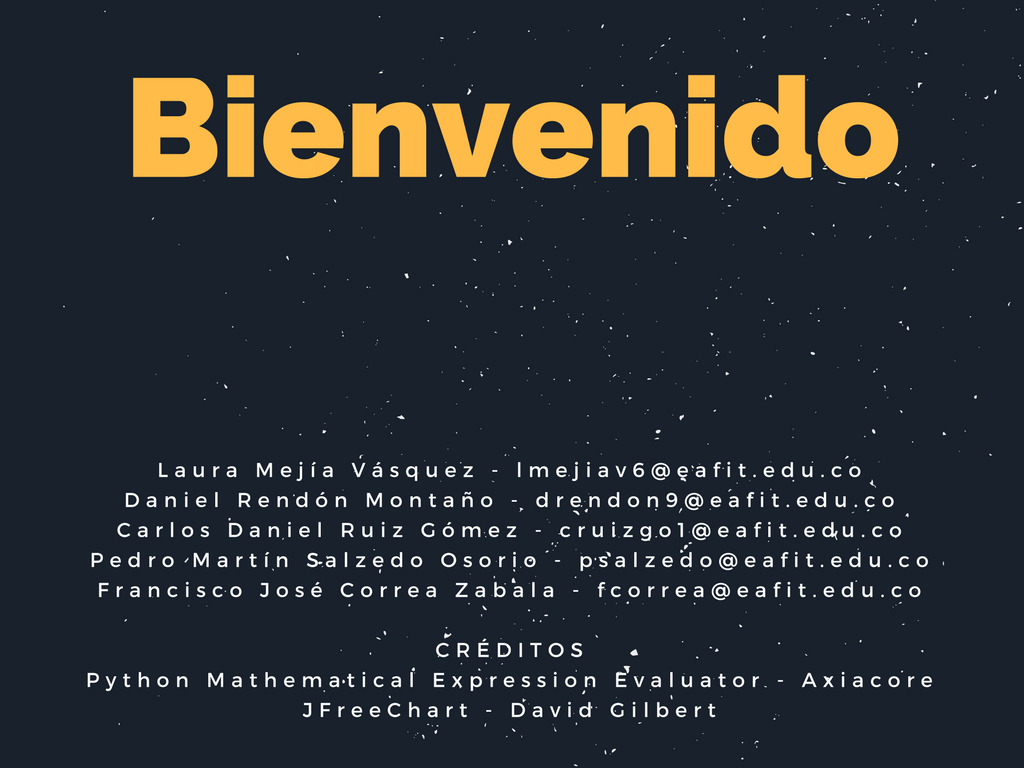 Bienvenido
Laura Mejía Vásquez - lmejiav6@eafit.edu.co
Daniel Rendón Montaño - drendon9@eafit.edu.co
Carlos Daniel Ruiz Gómez - cruizgo1@eafit.edu.co
Pedro Martín Salzedo Osorio - psalzedo@eafit.edu.co
Francisco José Correa Zabala - fcorrea@eafit.edu.co
CRÉDITOS
Python Mathematical Expression Evaluator - Axiacore
JFreeChart - David Gilbert